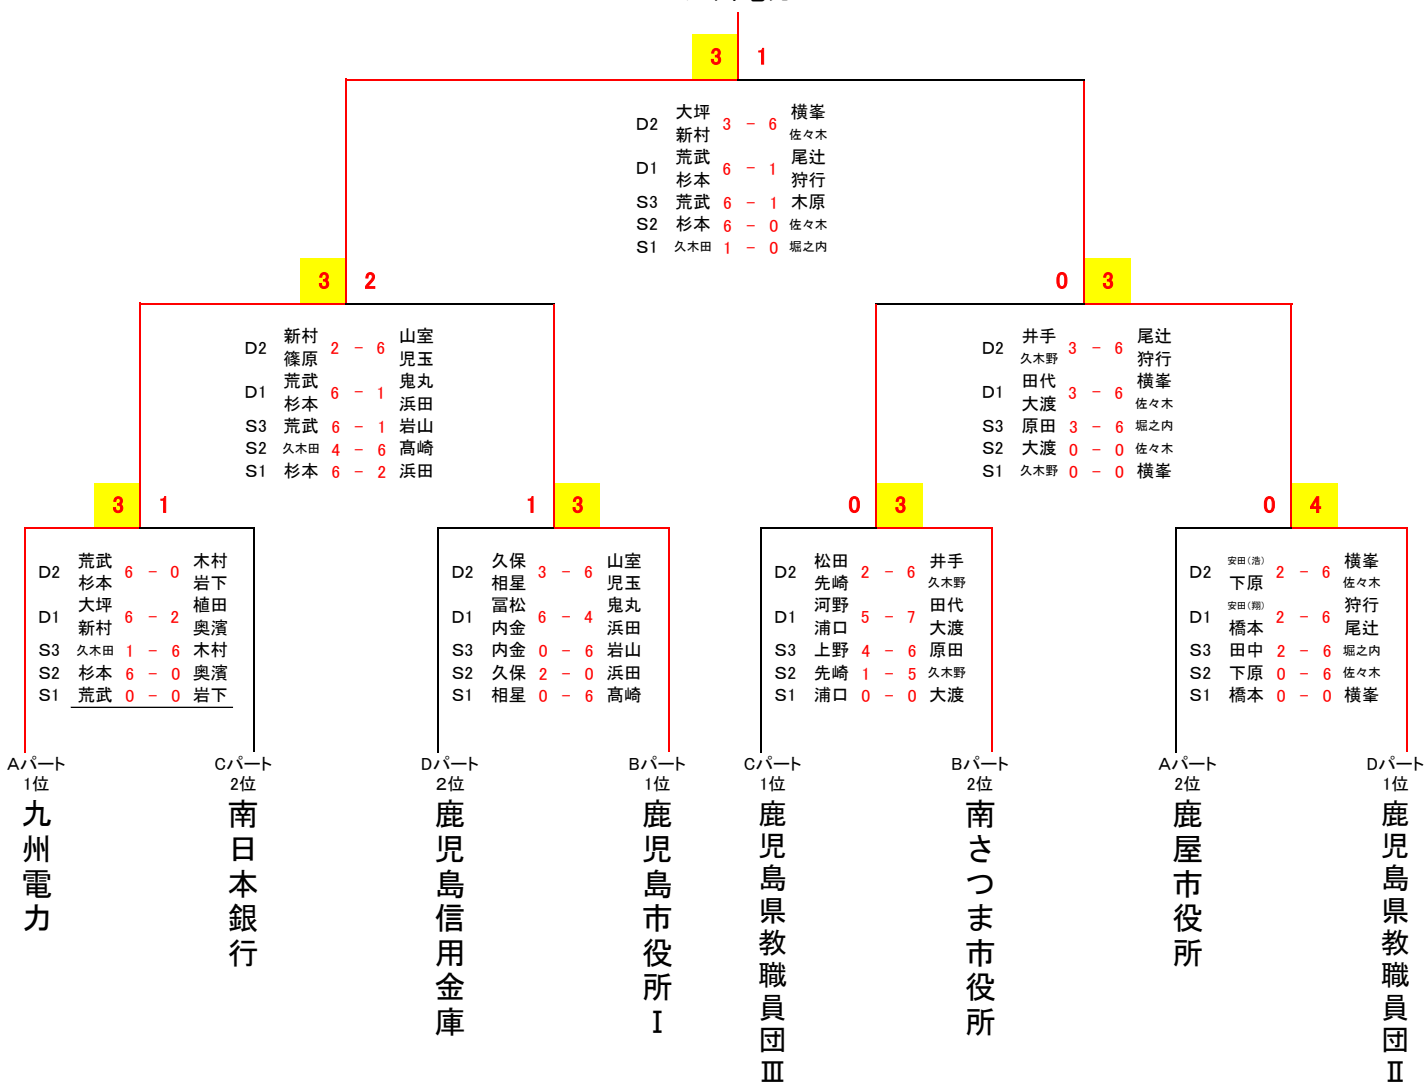 3 1
D2 大坪 新村 3 - 6 横峯 佐々木
D1 荒武 杉本 6 - 1 尾辻 狩行
S3 荒武 6 - 1 木原
S2 杉本 6 - 0 佐々木
S1 久木田 1 - 0 堀之内
3 2
D2 新村 篠原 2 - 6 山室 児玉
D1 荒武 杉本 6 - 1 鬼丸 浜田
S3 荒武 6 - 1 岩山
S2 久木田 4 - 6 髙崎
S1 杉本 6 - 2 浜田
0 3
D2 井手 久木野 3 - 6 尾辻 狩行
D1 田代 大渡 3 - 6 横峯 佐々木
S3 原田 3 - 6 堀之内
S2 大渡 0 - 0 佐々木
S1 久木野 0 - 0 横峯
3 1
D2 荒武 杉本 6 - 0 木村 岩下
D1 大坪 新村 6 - 2 植田 奥濱
S3 久木田 1 - 6 木村
S2 杉本 6 - 0 奥濱
S1 荒武 0 - 0 岩下
1 3
D2 久保 相星 3 - 6 山室 児玉
D1 冨松 内金 6 - 4 鬼丸 浜田
S3 内金 0 - 6 岩山
S2 久保 2 - 0 浜田
S1 相星 0 - 6 髙崎
0 3
D2 松田 先崎 2 - 6 井手 久木野
D1 河野 浦口 5 - 7 田代 大渡
S3 上野 4 - 6 原田
S2 先崎 1 - 5 久木野
S1 浦口 0 - 0 大渡
0 4
D2 安田(浩) 下原 2 - 6 横峯 佐々木
D1 安田(翔) 橋本 2 - 6 狩行 尾辻
S3 田中 2 - 6 堀之内
S2 下原 0 - 6 佐々木
S1 橋本 0 - 0 横峯
Aパート
1位
九州電力
Cパート
2位
南日本銀行
Dパート
2位
鹿児島信用金庫
Bパート
1位
鹿児島市役所Ⅰ
Cパート
1位
鹿児島県教職員団Ⅲ
Bパート
2位
南さつま市役所
Aパート
2位
鹿屋市役所
Dパート
1位
鹿児島県教職員団Ⅱ